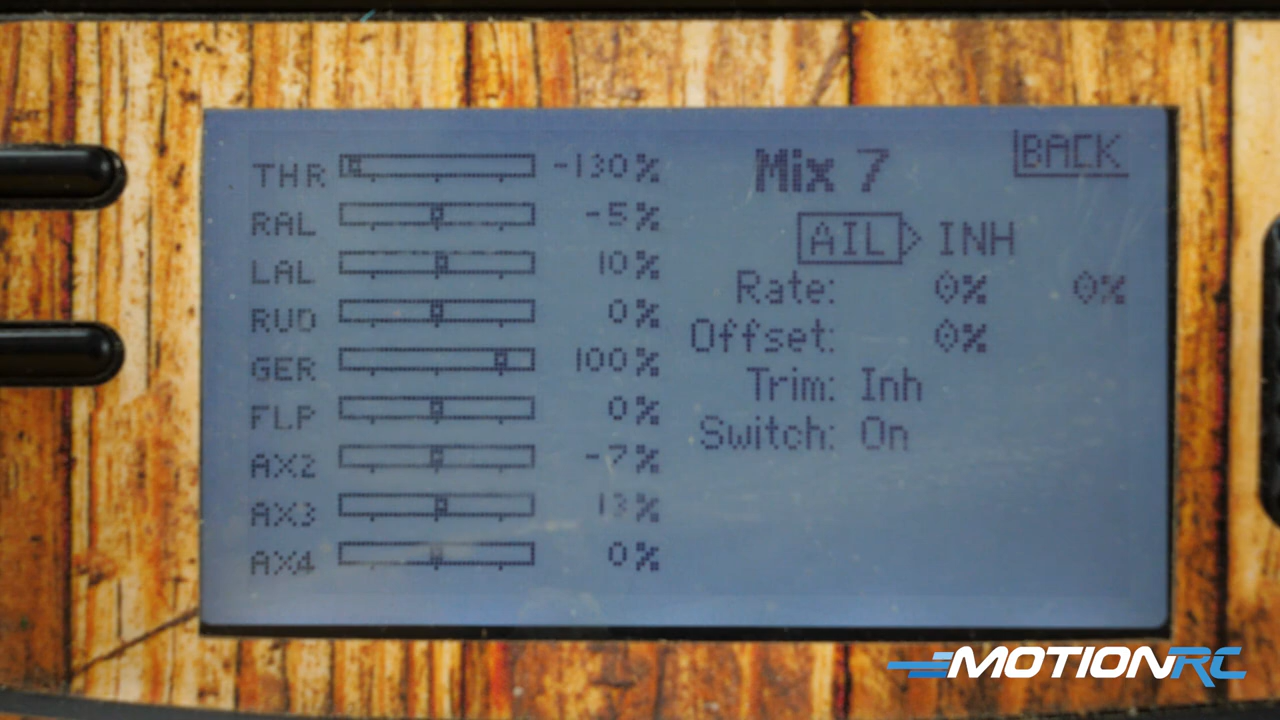 BACK
Mix 7
AIL INH
Rate: 0% 0%
Offset: 0%
Trim: Inh
Switch: On
THR -130%
RAL -5%
LAL 10%
RUD 0%
GER 100%
FLP 0%
AX2 -7%
AX3 13%
AX4 0%
MOTIONRC